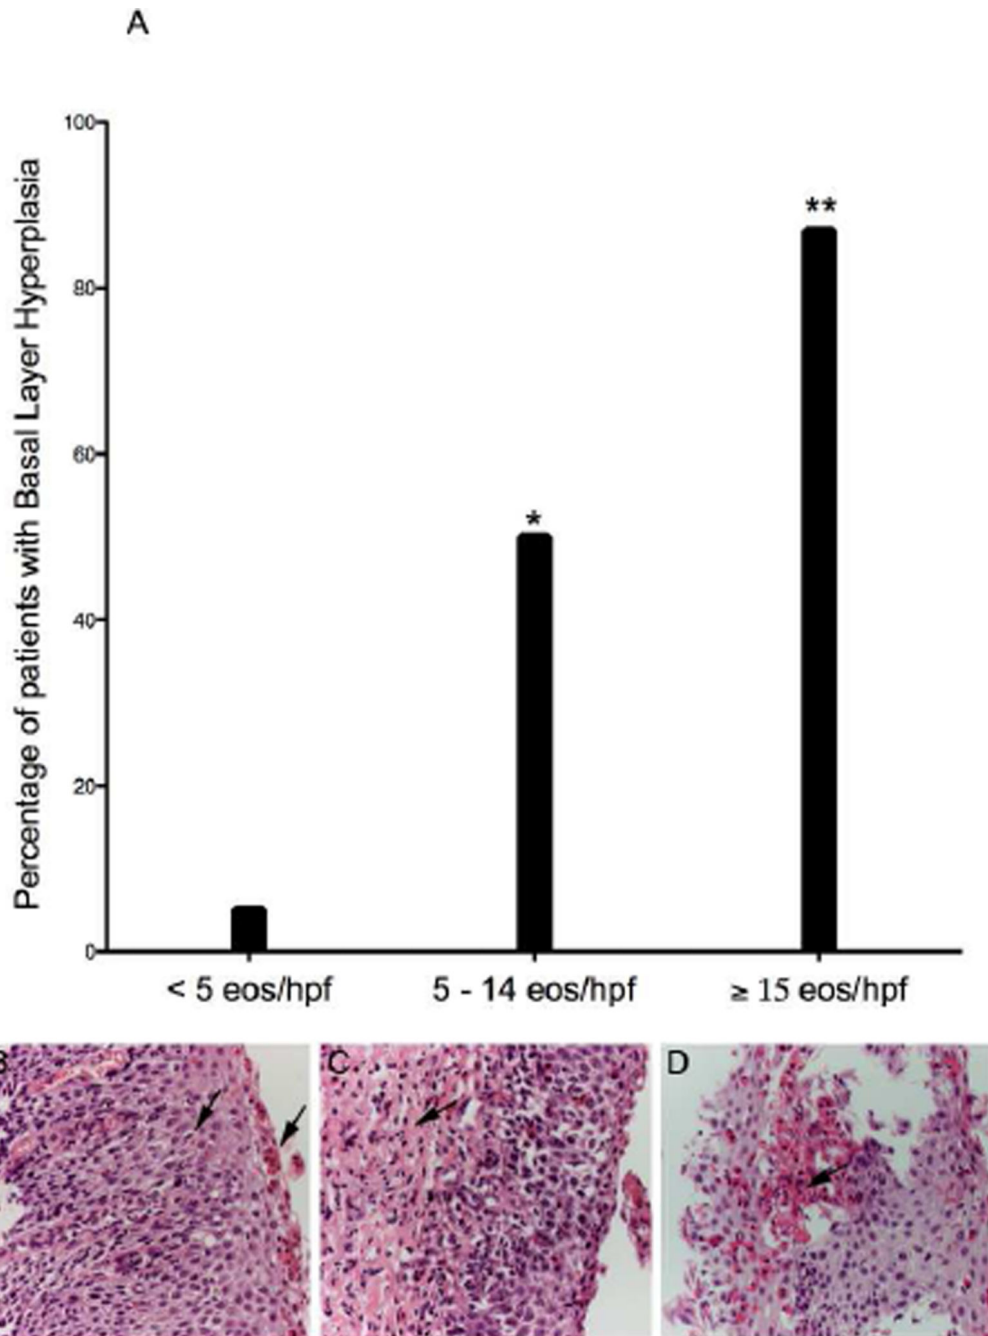 A
Percentage of patients with Basal Layer Hyperplasia
100
80
60
40
20
0
*
**
< 5 eos/hpf
5 - 14 eos/hpf
≥ 15 eos/hpf
B
C
D